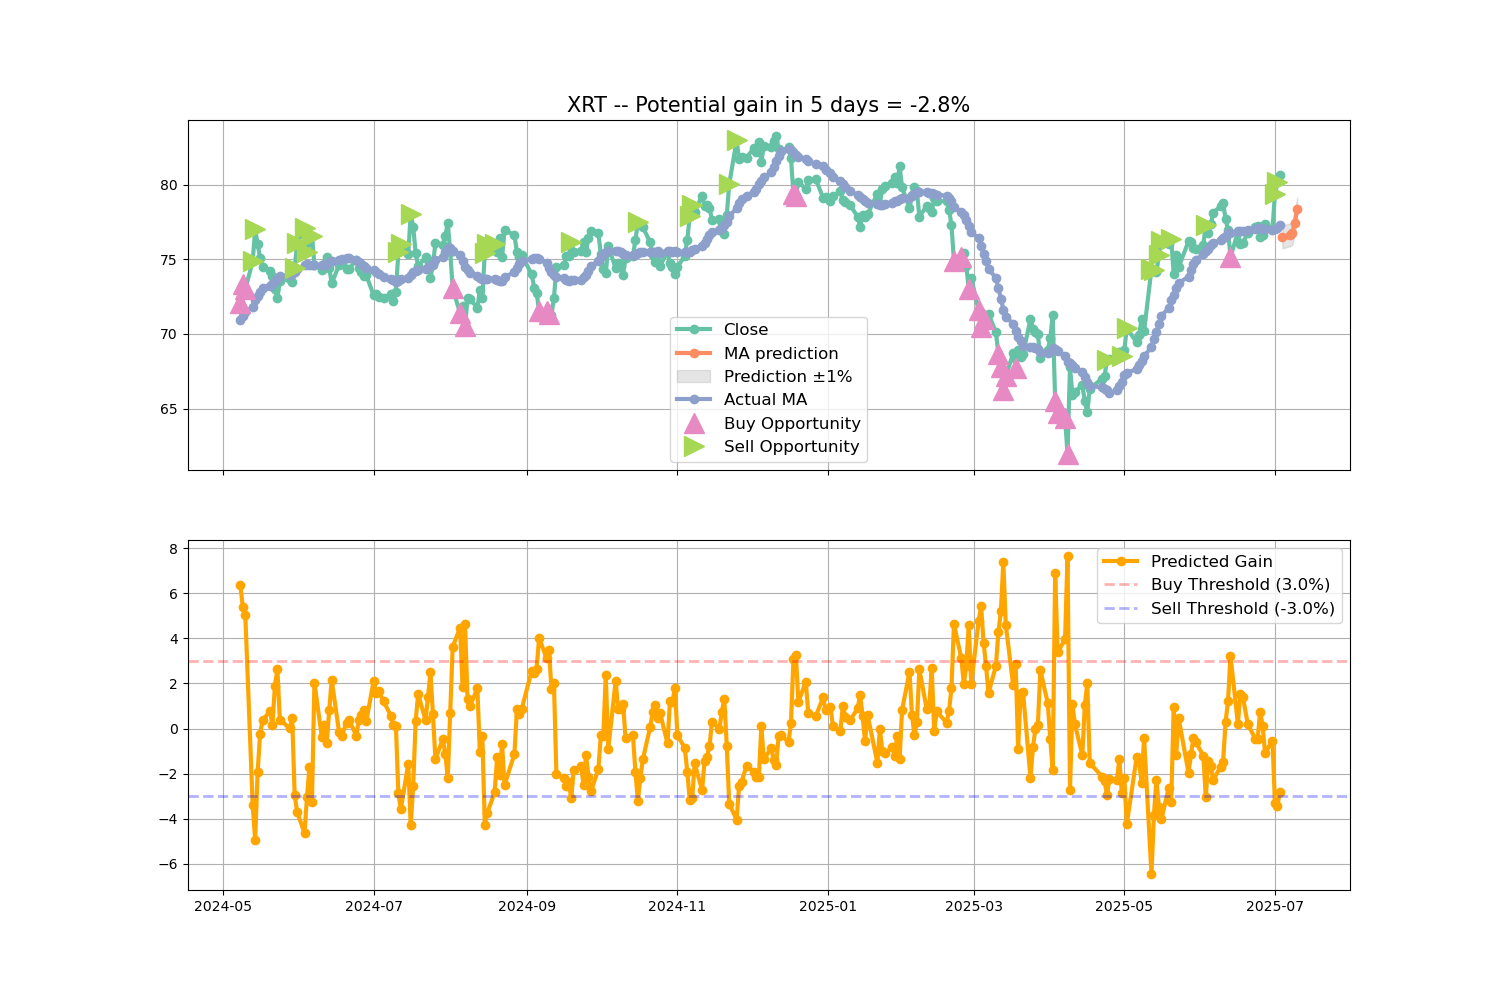 XRT -- Potential gain in 5 days = -2.8%
80
75
70
65
Close
MA prediction
Prediction ±1%
Actual MA
Buy Opportunity
Sell Opportunity
8
6
4
2
0
−2
−4
−6
Predicted Gain
Buy Threshold (3.0%)
Sell Threshold (-3.0%)
2024-05 2024-07 2024-09 2024-11 2025-01 2025-03 2025-05 2025-07